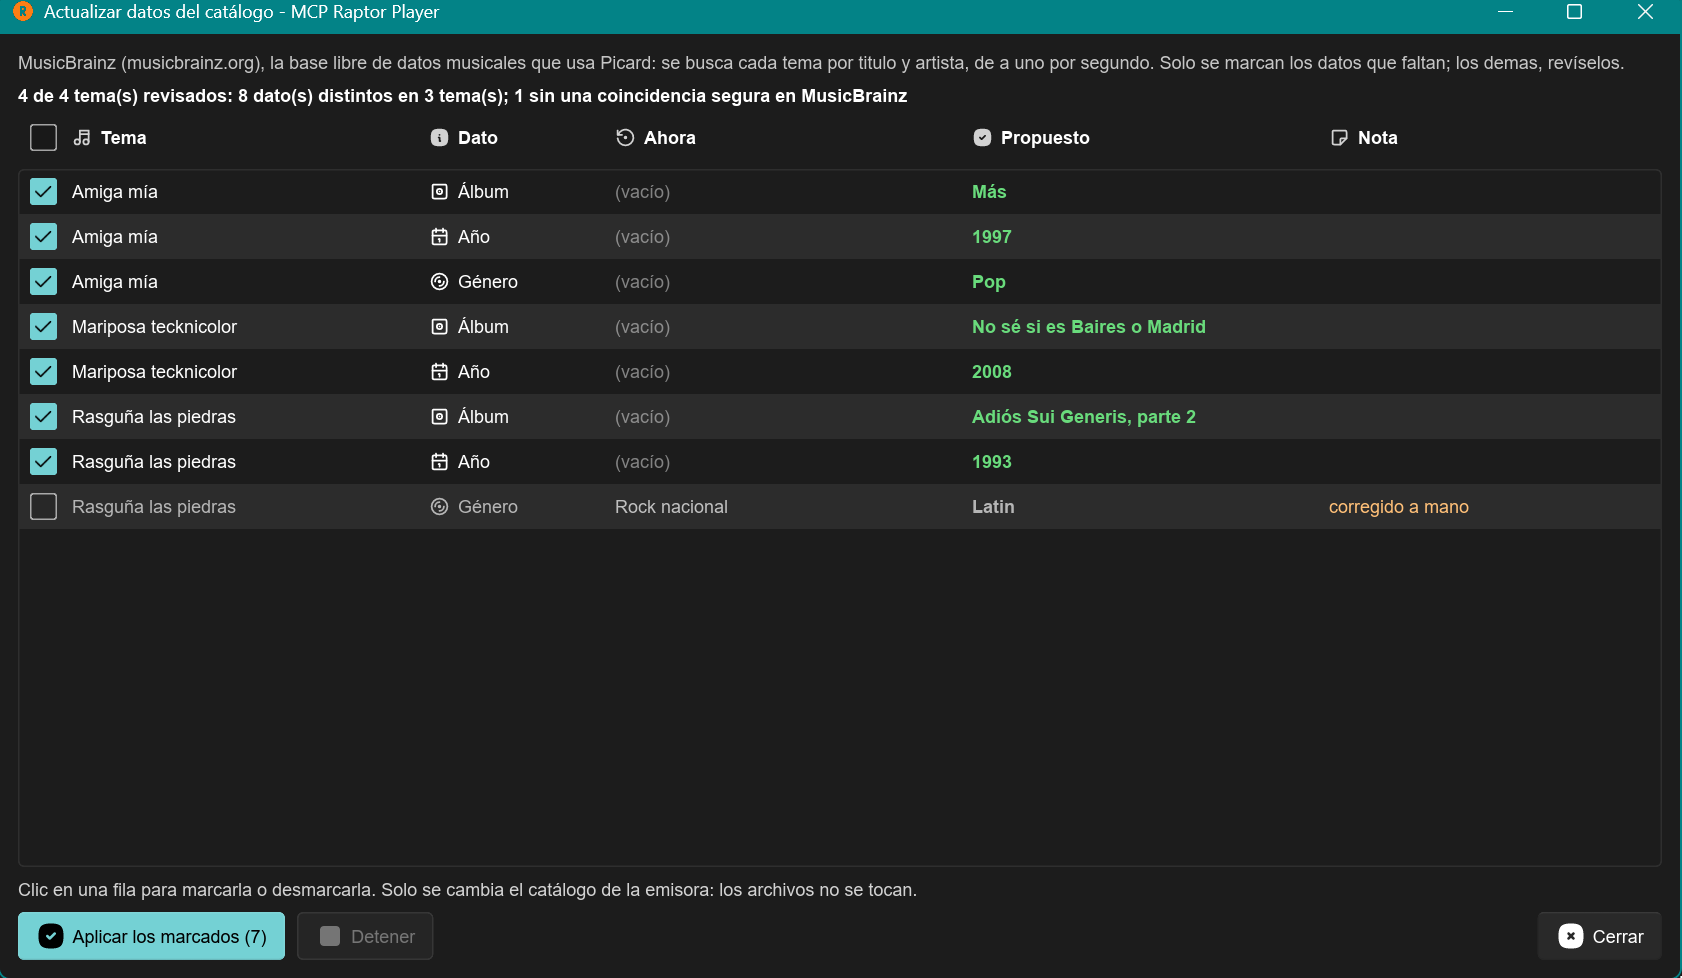 Actualizar datos del catálogo - MCP Raptor Player
MusicBrainz (musicbrainz.org), la base libre de datos musicales que usa Picard: se busca cada tema por titulo y artista, de a uno por segundo. Solo se marcan los datos que faltan; los demas, revíselos.
4 de 4 tema(s) revisados: 8 dato(s) distintos en 3 tema(s); 1 sin una coincidencia segura en MusicBrainz
Tema Dato Ahora Propuesto Nota
Amiga mía Álbum (vacío) Más
Amiga mía Año (vacío) 1997
Amiga mía Género (vacío) Pop
Mariposa tecknicolor Álbum (vacío) No sé si es Baires o Madrid
Mariposa tecknicolor Año (vacío) 2008
Rasguña las piedras Álbum (vacío) Adiós Sui Generis, parte 2
Rasguña las piedras Año (vacío) 1993
Rasguña las piedras Género Rock nacional Latin corregido a mano
Clic en una fila para marcarla o desmarcarla. Solo se cambia el catálogo de la emisora: los archivos no se tocan.
Aplicar los marcados (7) Detener Cerrar